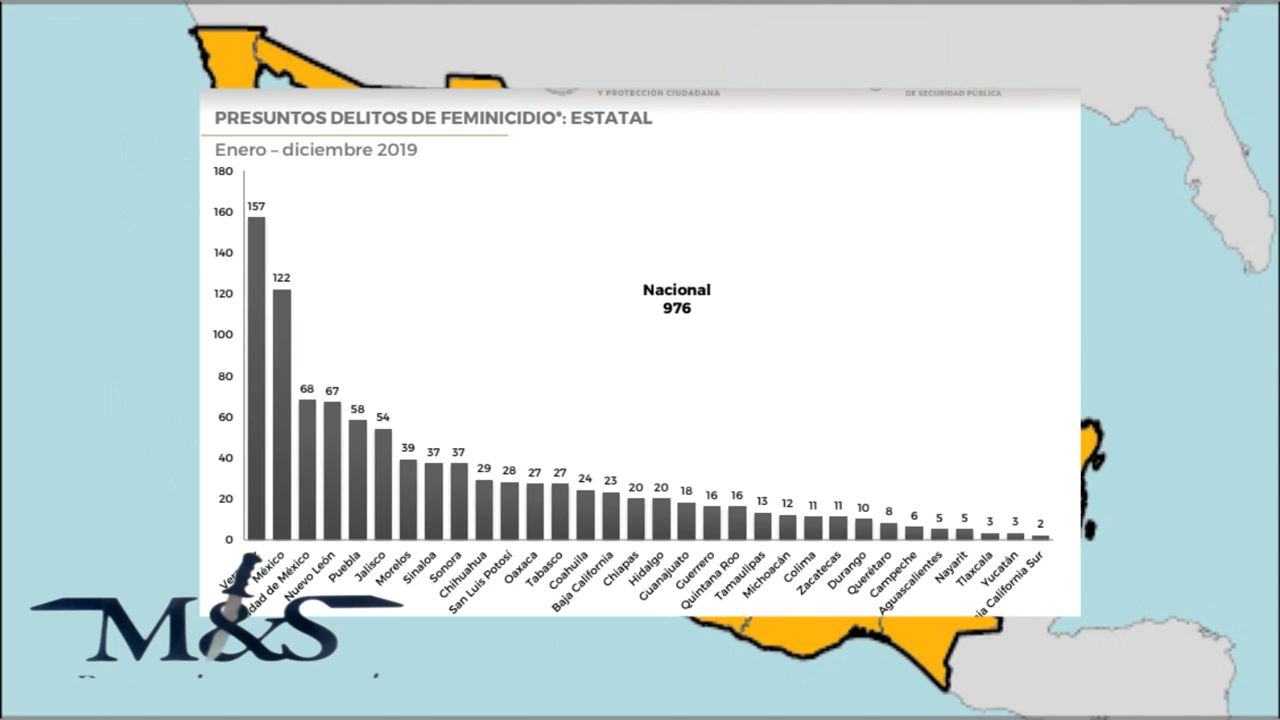 Y PROTECCIÓN CIUDADANA
DE SEGURIDAD PÚBLICA
PRESUNTOS DELITOS DE FEMINICIDIO*: ESTATAL
Enero – diciembre 2019
180
160
140
120
100
80
60
40
20
0
157
122
68
67
58
54
39
37
37
29
28
27
27
24
23
20
20
18
16
16
13
12
11
11
10
8
6
5
5
3
3
2
Nacional
976
México
México
Nuevo León
Puebla
Jalisco
Morelos
Sinaloa
Sonora
Chihuahua
San Luis Potosí
Oaxaca
Tabasco
Coahuila
Baja California
Chiapas
Hidalgo
Guanajuato
Guerrero
Quintana Roo
Tamaulipas
Michoacán
Colima
Zacatecas
Durango
Querétaro
Campeche
Aguascalientes
Nayarit
Tlaxcala
Yucatán
California Sur
M&S